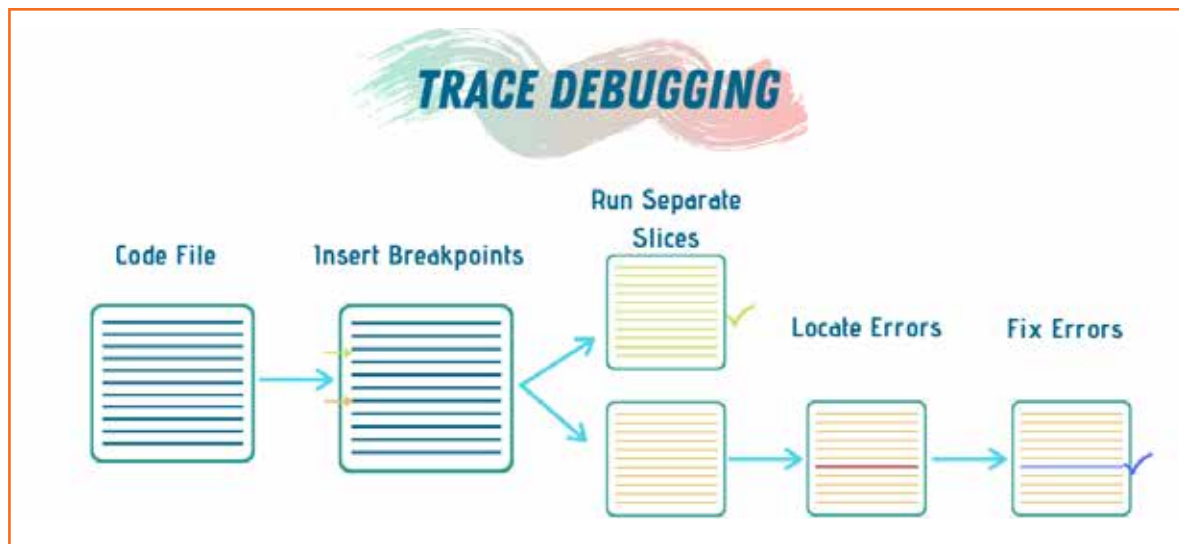 TRACE DEBUGGING
Code File
Insert Breakpoints
Run Separate
Slices
Locate Errors
Fix Errors